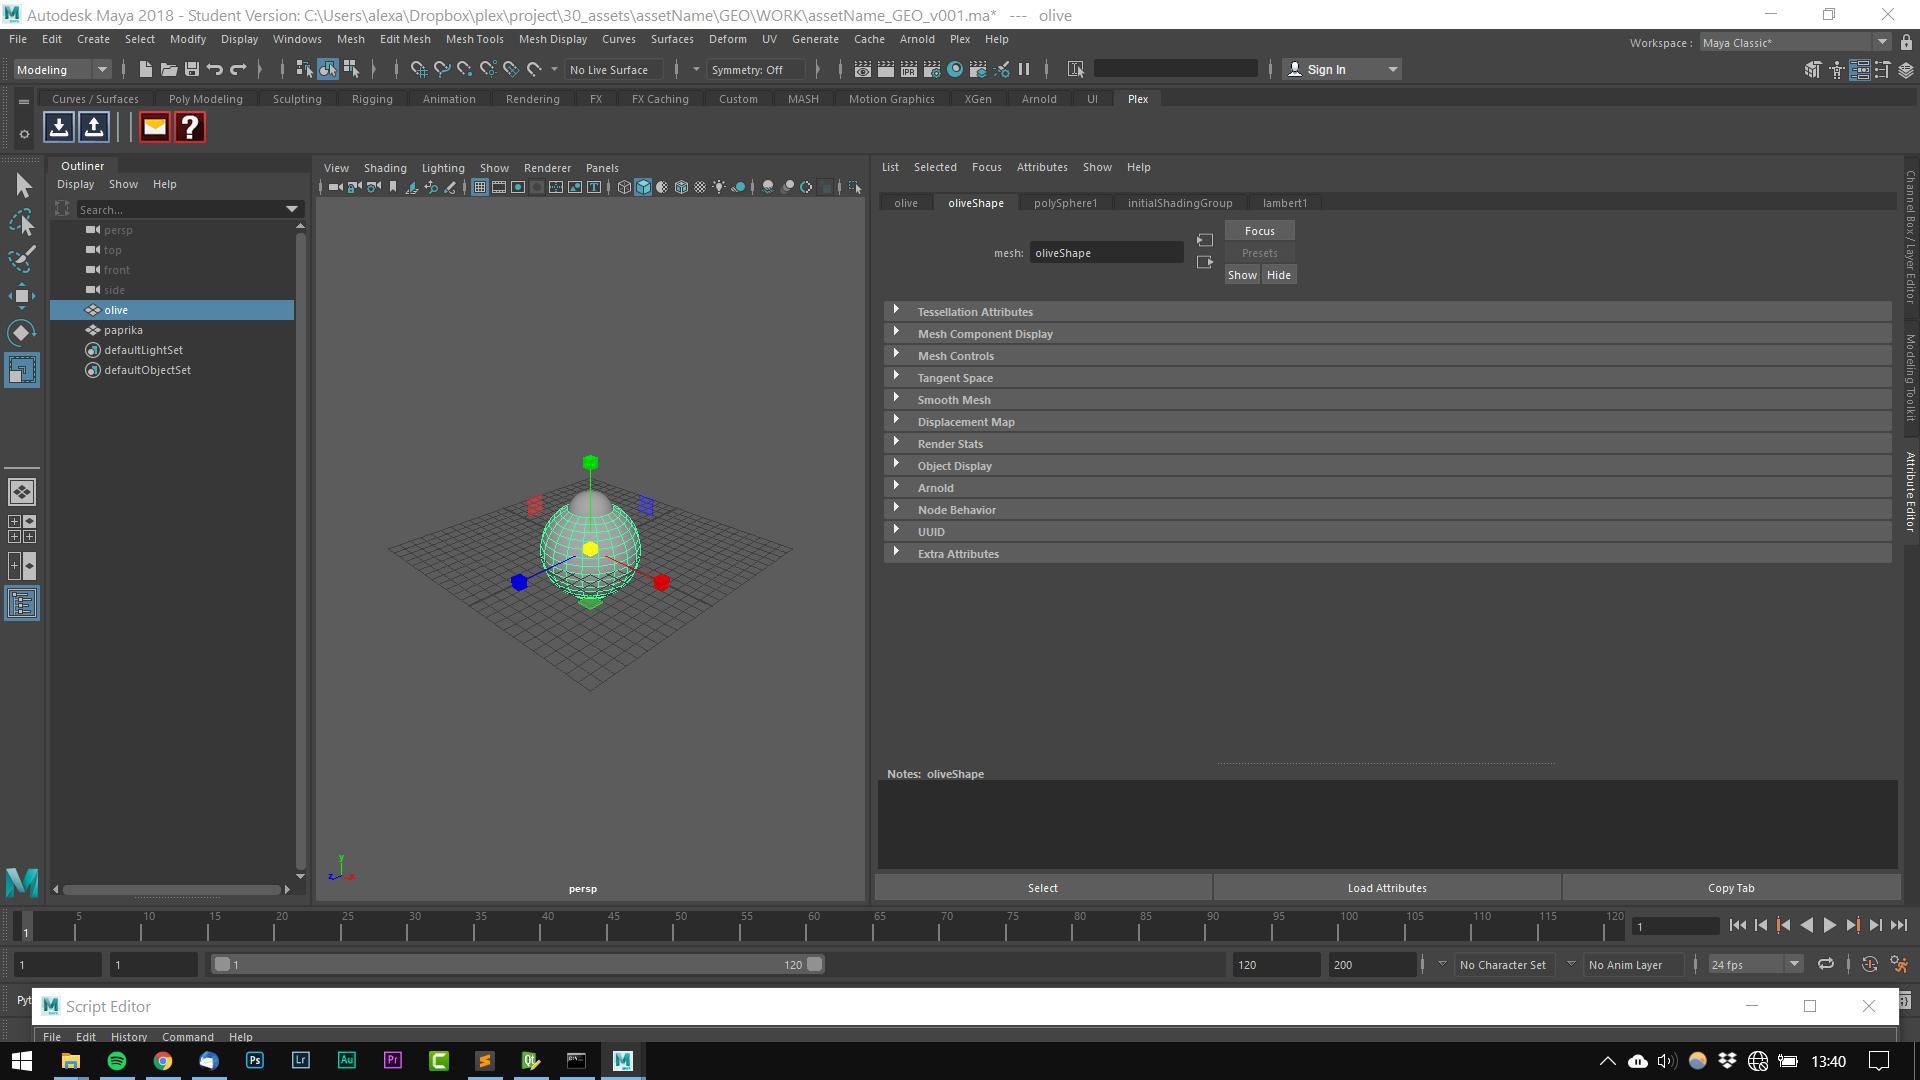 Autodesk Maya 2018 - Student Version: C:\Users\alexa\Dropbox\plex\project\30_assets\assetName\GEO\WORK\assetName_GEO_v001.ma*   ---   olive
File Edit Create Select Modify Display Windows Mesh Edit Mesh Mesh Tools Mesh Display Curves Surfaces Deform UV Generate Cache Arnold Plex Help
Workspace : Maya Classic*
Modeling
No Live Surface
Symmetry: Off
IPR
Sign In
Curves / Surfaces Poly Modeling Sculpting Rigging Animation Rendering FX FX Caching Custom MASH Motion Graphics XGen Arnold UI Plex
?
Outliner
Display Show Help
Search...
persp
top
front
side
olive
paprika
defaultLightSet
defaultObjectSet
View Shading Lighting Show Renderer Panels
y
z
x
persp
List Selected Focus Attributes Show Help
olive oliveShape polySphere1 initialShadingGroup lambert1
mesh: oliveShape
Focus
Presets
Show Hide
Tessellation Attributes
Mesh Component Display
Mesh Controls
Tangent Space
Smooth Mesh
Displacement Map
Render Stats
Object Display
Arnold
Node Behavior
UUID
Extra Attributes
Notes: oliveShape
Select Load Attributes Copy Tab
Channel Box / Layer Editor
Modeling Toolkit
Attribute Editor
5 10 15 20 25 30 35 40 45 50 55 60 65 70 75 80 85 90 95 100 105 110 115 120
1
1
1 1 1 120 120 200 No Character Set No Anim Layer 24 fps
Pyt
Script Editor
File Edit History Command Help
Ps Lr Au Pr C S Qt M
13:40